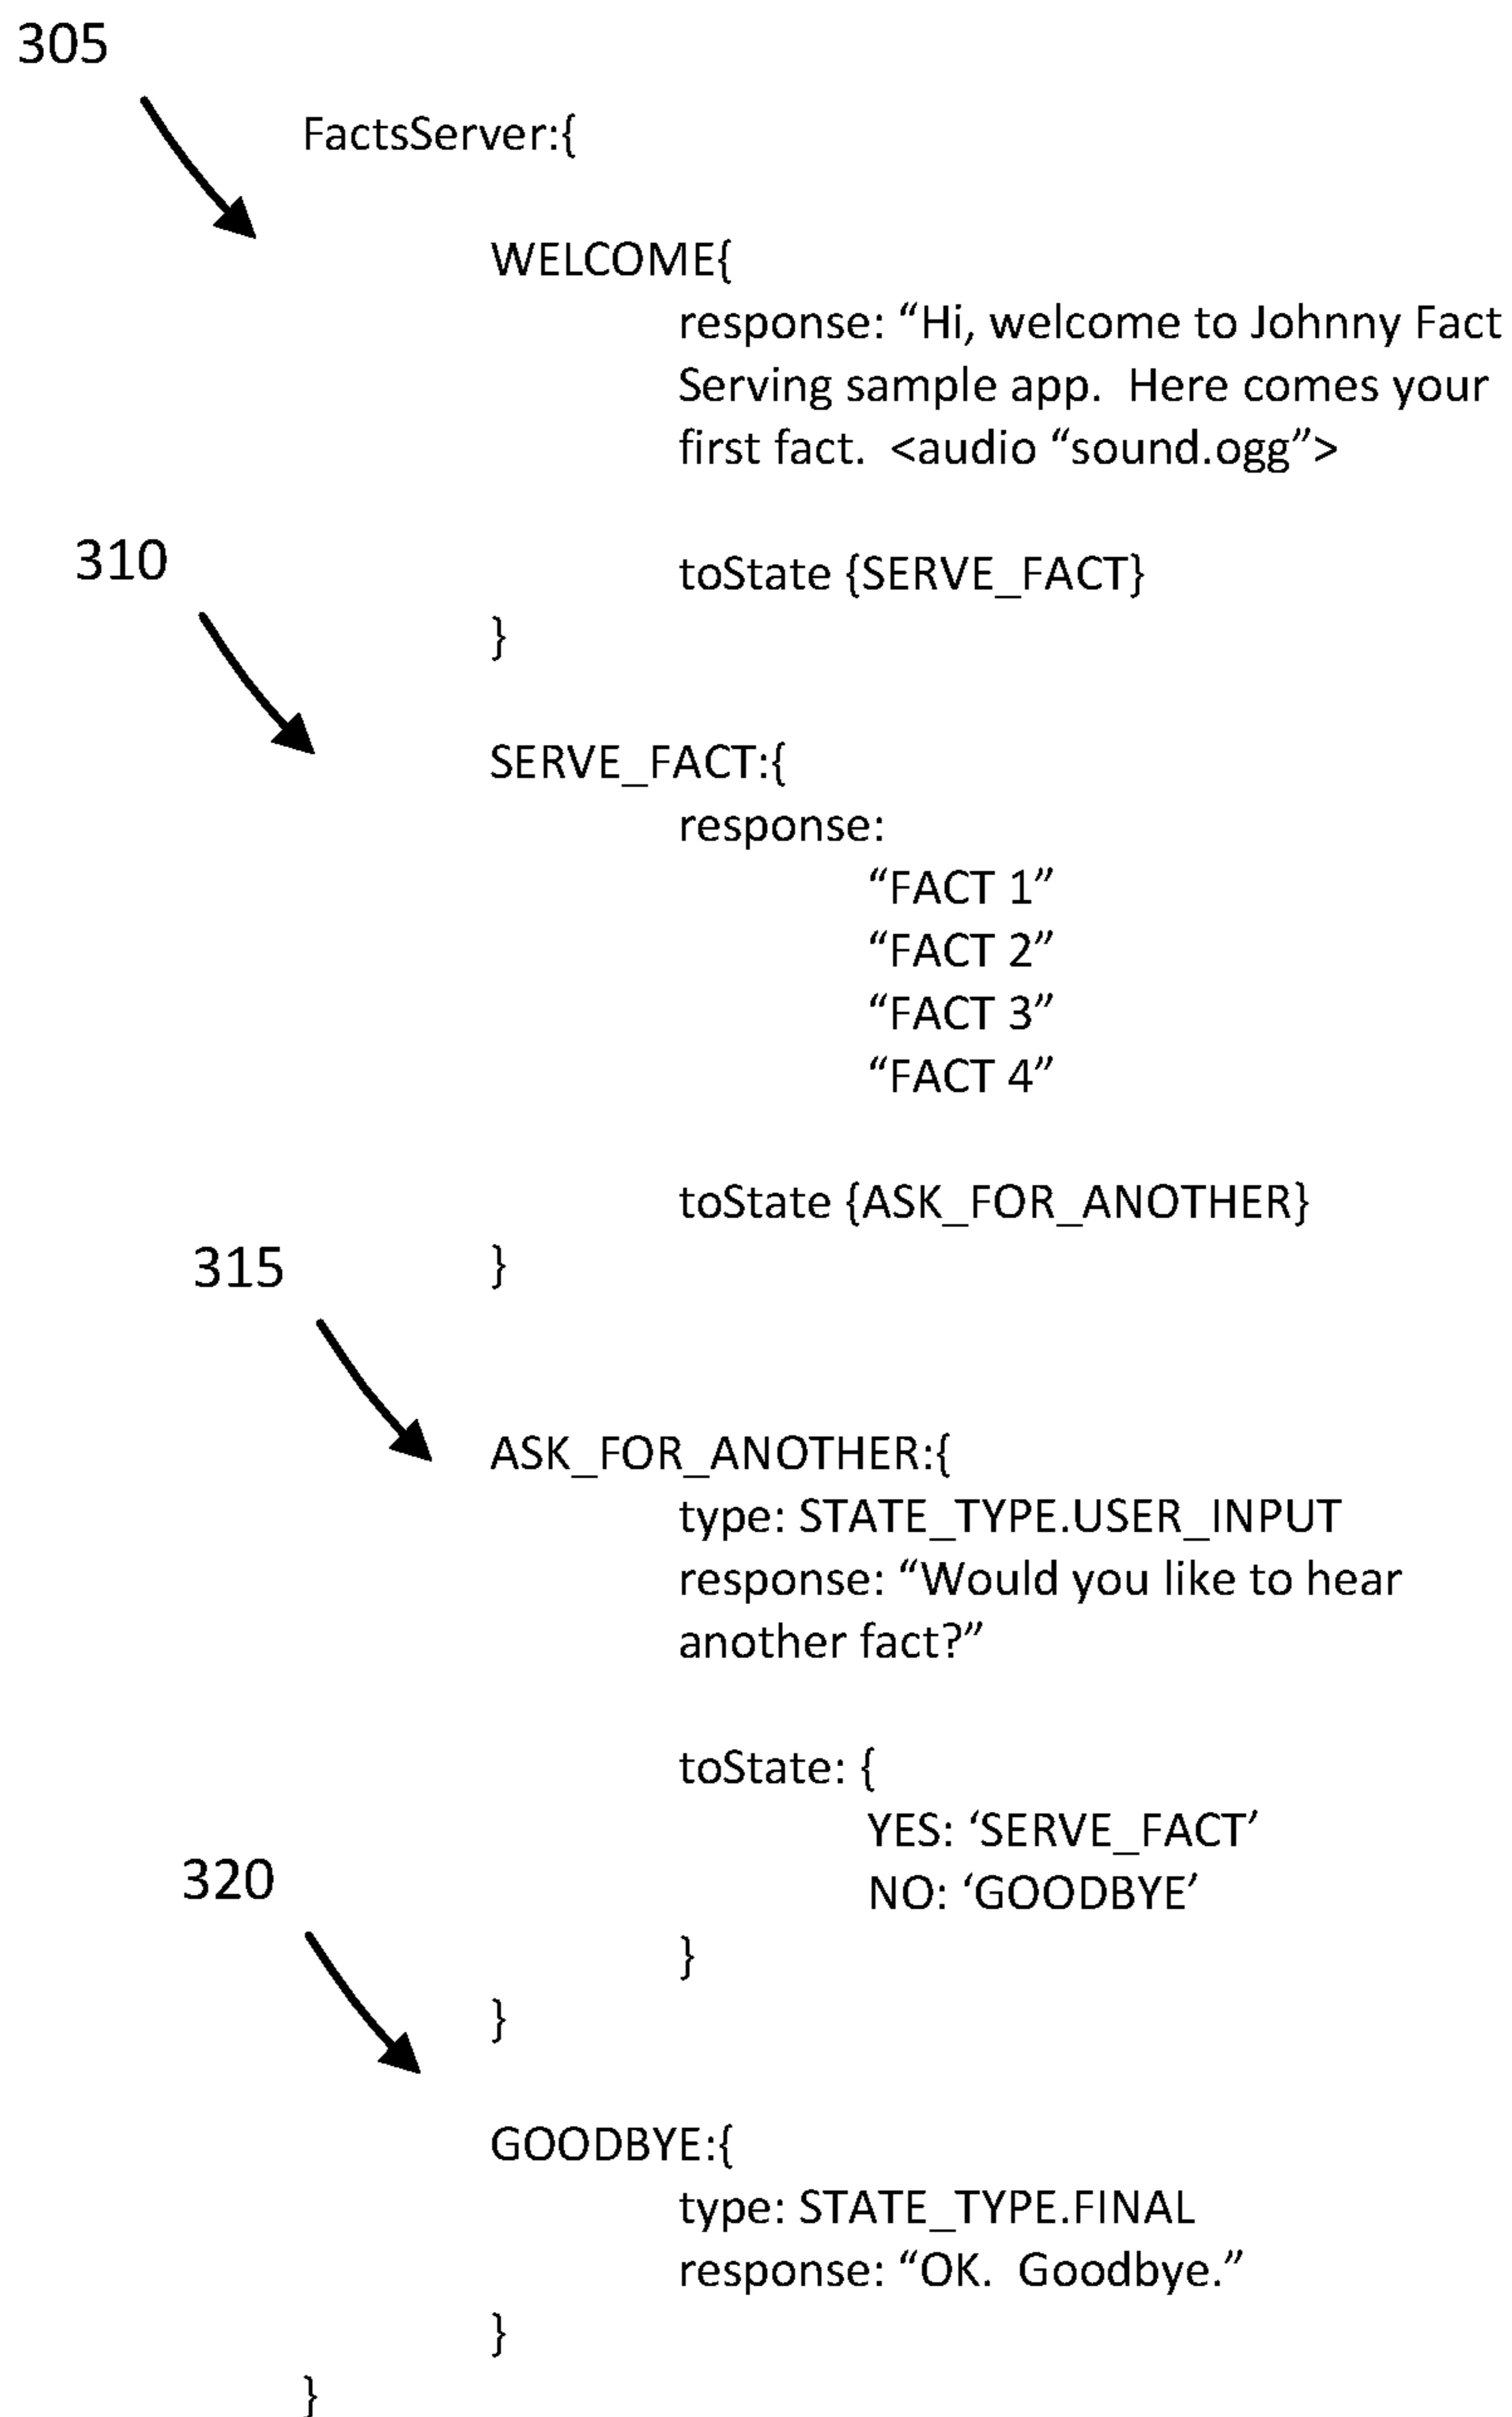 305
FactsServer:{
WELCOME{
response: “Hi, welcome to Johnny Fact
Serving sample app.  Here comes your
first fact.  <audio “sound.ogg”>
310
toState {SERVE_FACT}
}
SERVE_FACT:{
response:
“FACT 1”
“FACT 2”
“FACT 3”
“FACT 4”
toState {ASK_FOR_ANOTHER}
315
}
ASK_FOR_ANOTHER:{
type: STATE_TYPE.USER_INPUT
response: “Would you like to hear
another fact?”
toState: {
YES: ‘SERVE_FACT’
320
NO: ‘GOODBYE’
}
}
GOODBYE:{
type: STATE_TYPE.FINAL
response: “OK.  Goodbye.”
}
}